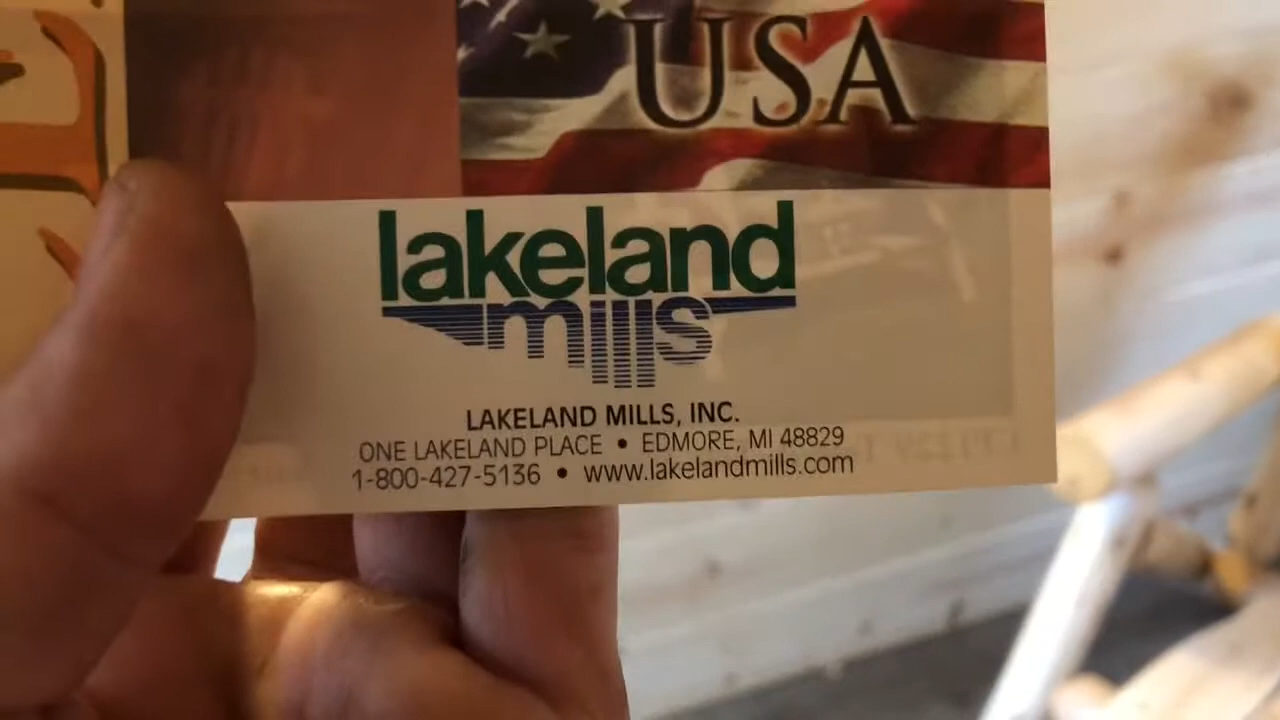 USA
lakeland
mills
LAKELAND MILLS, INC.
ONE LAKELAND PLACE • EDMORE, MI 48829
1-800-427-5136 • www.lakelandmills.com